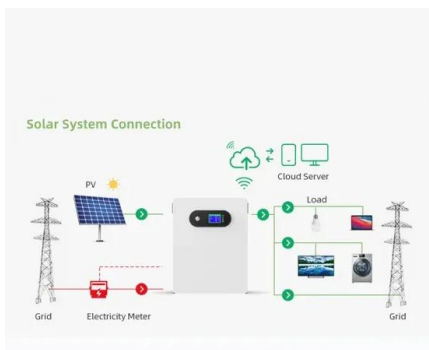 Solar System Connection
Cloud Server
PV
Load
Grid
Electricity Meter
Grid